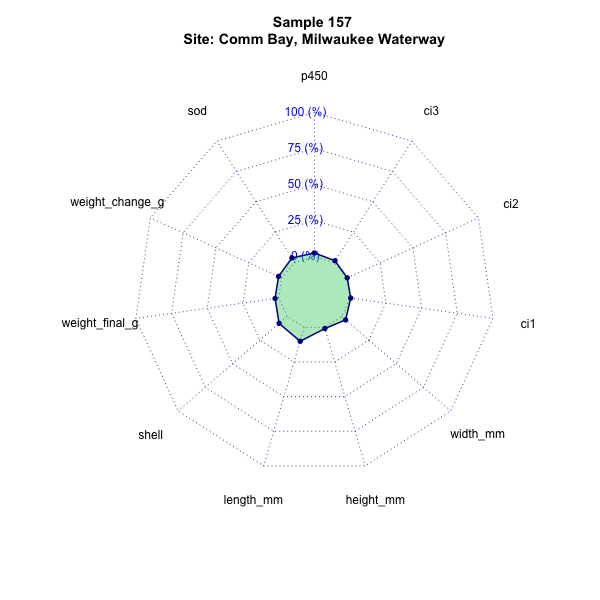 Sample 157
Site: Comm Bay, Milwaukee Waterway
p450
sod
ci3
100 (%)
75 (%)
50 (%)
25 (%)
0 (%)
weight_change_g
ci2
weight_final_g
ci1
shell
width_mm
length_mm
height_mm